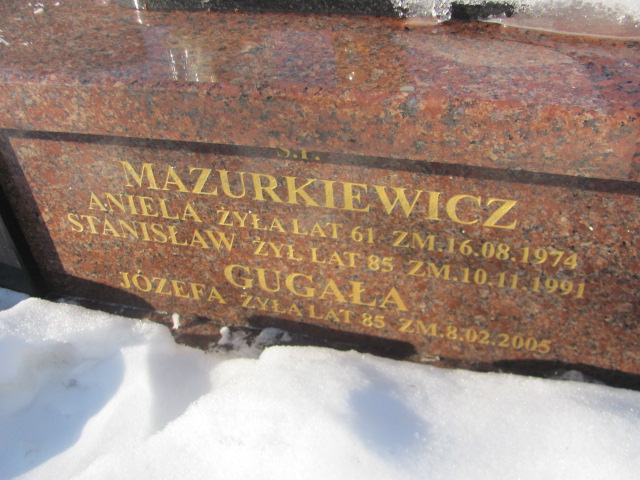 Ś.P.
MAZURKIEWICZ
ANIELA ŻYŁA LAT 61 ZM.16.08.1974
STANISŁAW ŻYŁ LAT 85 ZM.10.11.1991
GUGAŁA
JÓZEFA ŻYŁA LAT 85 ZM.8.02.2005